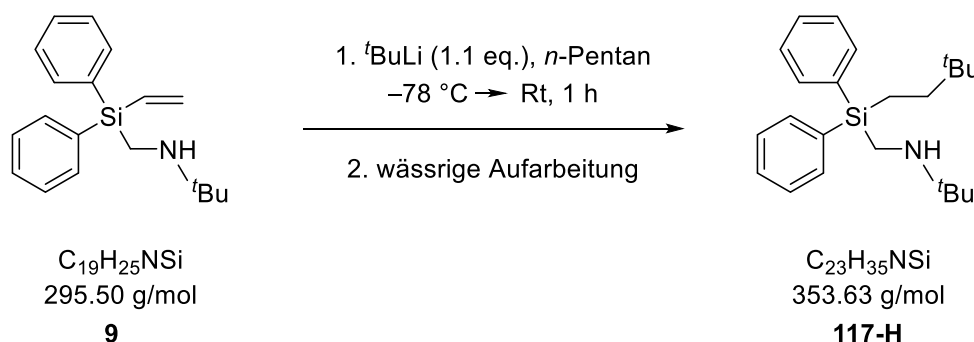 Si
NH
ᵗBu
1. ᵗBuLi (1.1 eq.), n-Pentan
–78 °C → Rt, 1 h
2. wässrige Aufarbeitung
ᵗBu
Si
NH
ᵗBu
C₁₉H₂₅NSi
295.50 g/mol
9
C₂₃H₃₅NSi
353.63 g/mol
117-H